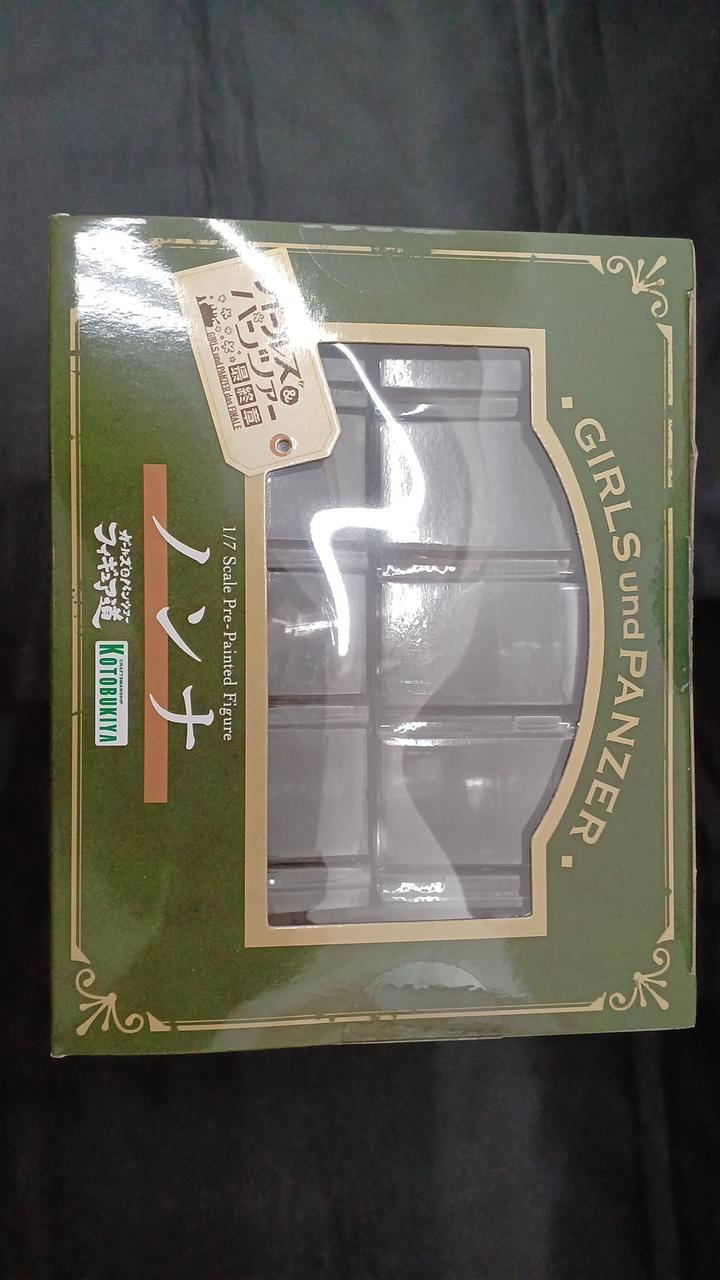 GIRLS und PANZER
ガールズ&
パンツァー
最終章
GIRLS und PANZER das FINALE
1/7 Scale Pre-Painted Figure
ノンナ
ガールズ&パンツァー
フィギュア道
CRAFTSMANSHIP
KOTOBUKIYA